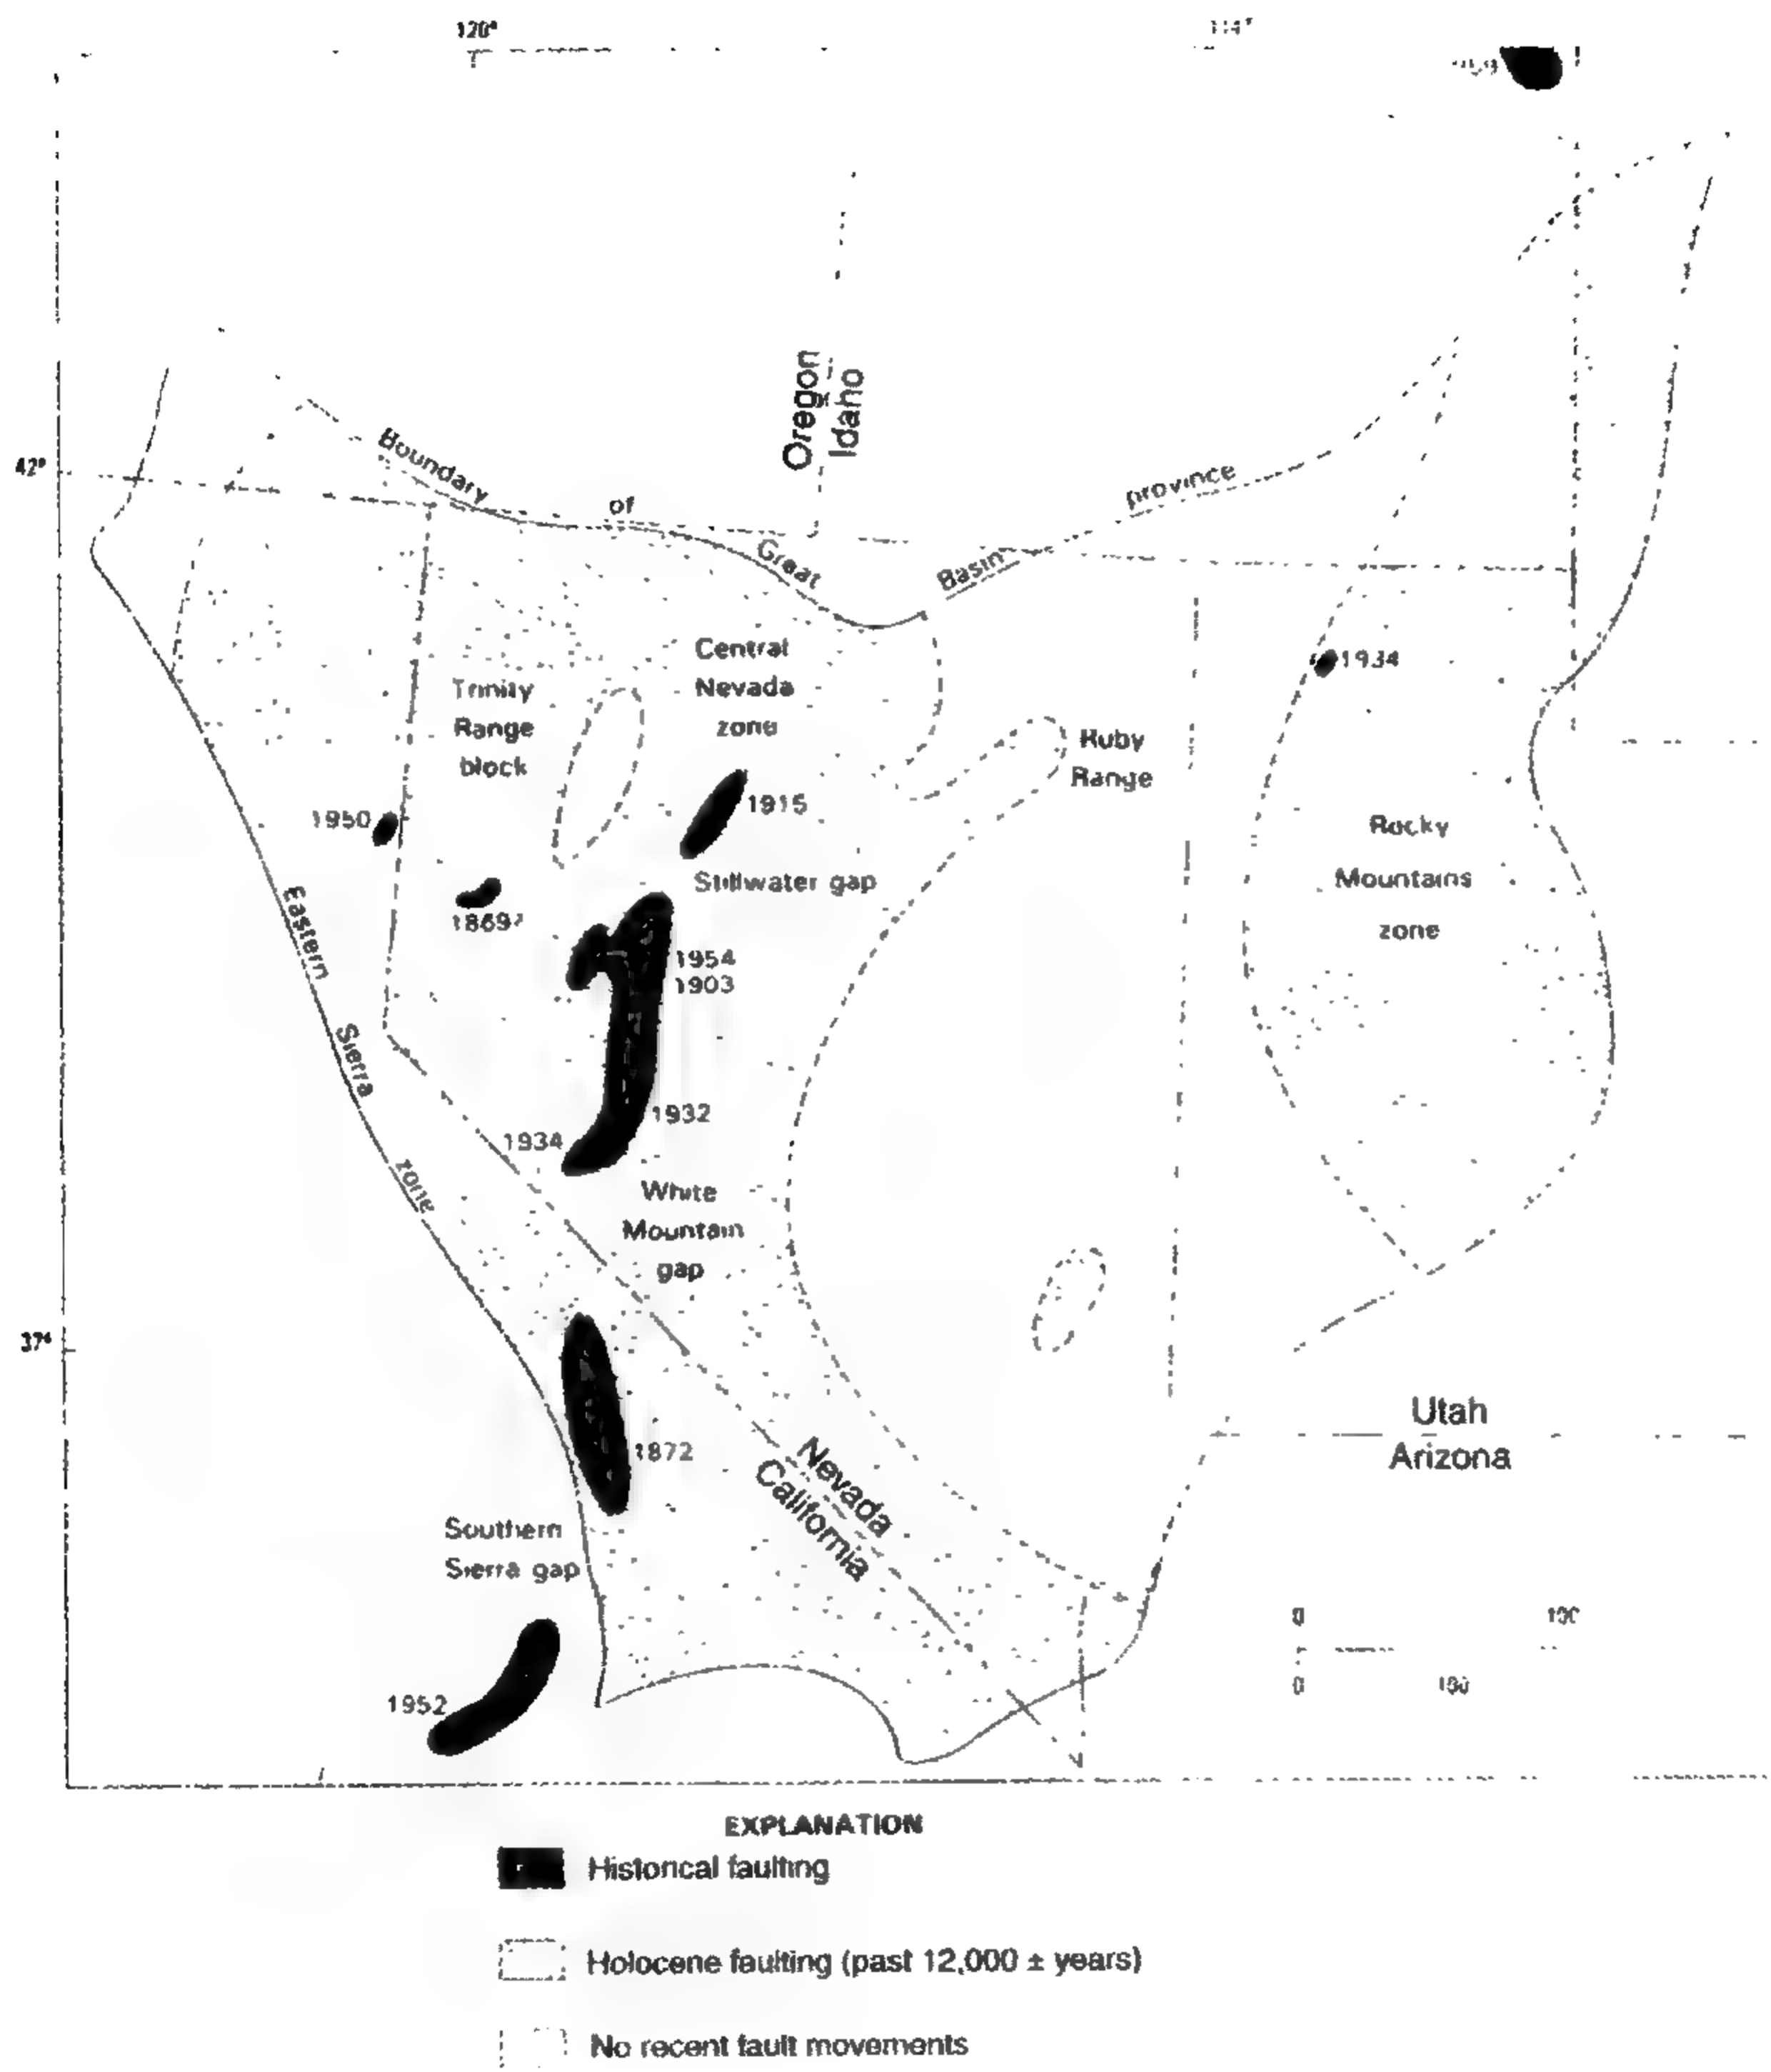 120°
42°
Oregon
Idaho
Boundary
of
Great
Basin
province
Central
Nevada
zone
Trinity
Range
block
1934
Ruby
Range
1915
1950
Rocky
Mountains
zone
Stillwater gap
1869?
Eastern
Sierra
zone
1954
1903
1932
1934
White
Mountain
gap
37°
Utah
Arizona
1872
Nevada
California
Southern
Sierra gap
0
100
0
100
1952
EXPLANATION
Historical faulting
Holocene faulting (past 12,000 ± years)
No recent fault movements